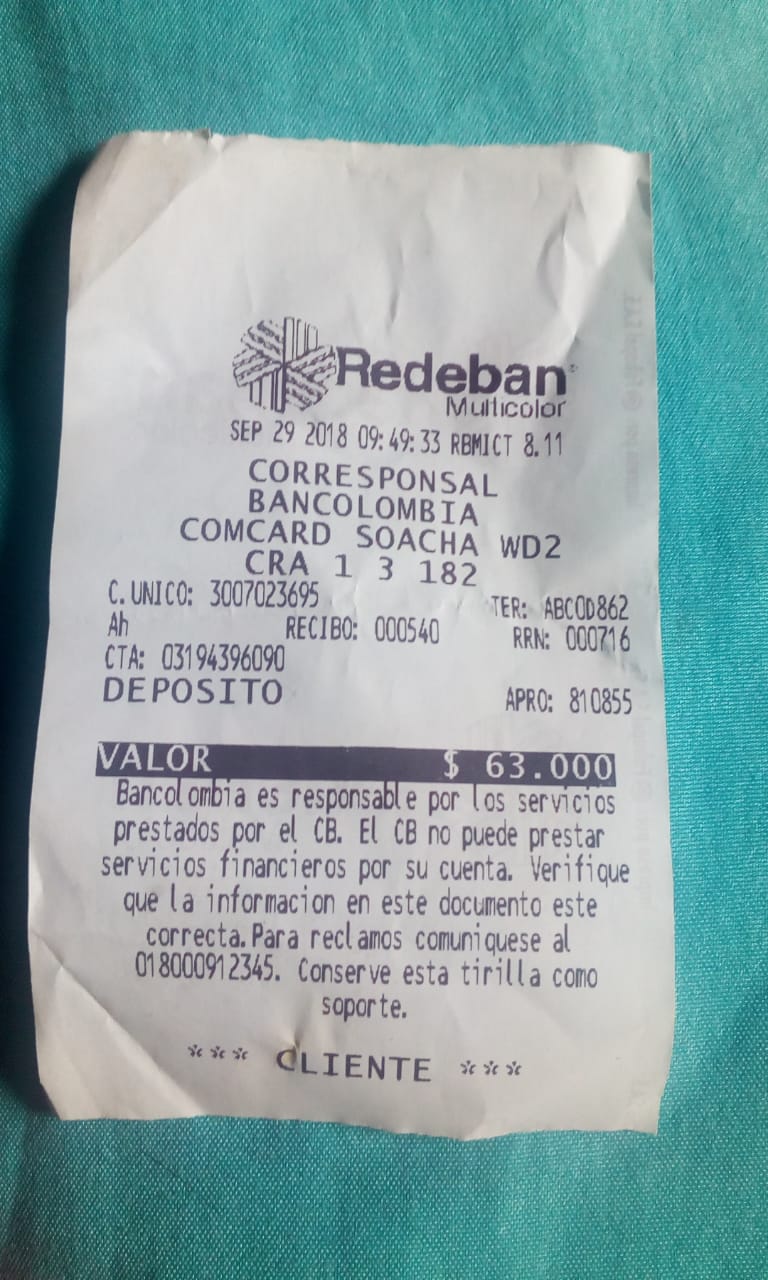 Redeban
Multicolor
SEP 29 2018 09:49:33 RBMICT 8.11
CORRESPONSAL
BANCOLOMBIA
COMCARD SOACHA WD2
CRA 1 3 182
C.UNICO: 3007023695 TER: ABCOD862
Ah RECIBO: 000540 RRN: 000716
CTA: 03194396090
DEPOSITO APRO: 810855
VALOR $ 63.000
Bancolombia es responsable por los servicios
prestados por el CB. El CB no puede prestar
servicios financieros por su cuenta. Verifique
que la informacion en este documento este
correcta.Para reclamos comuniquese al
018000912345. Conserve esta tirilla como
soporte.
*** CLIENTE ***